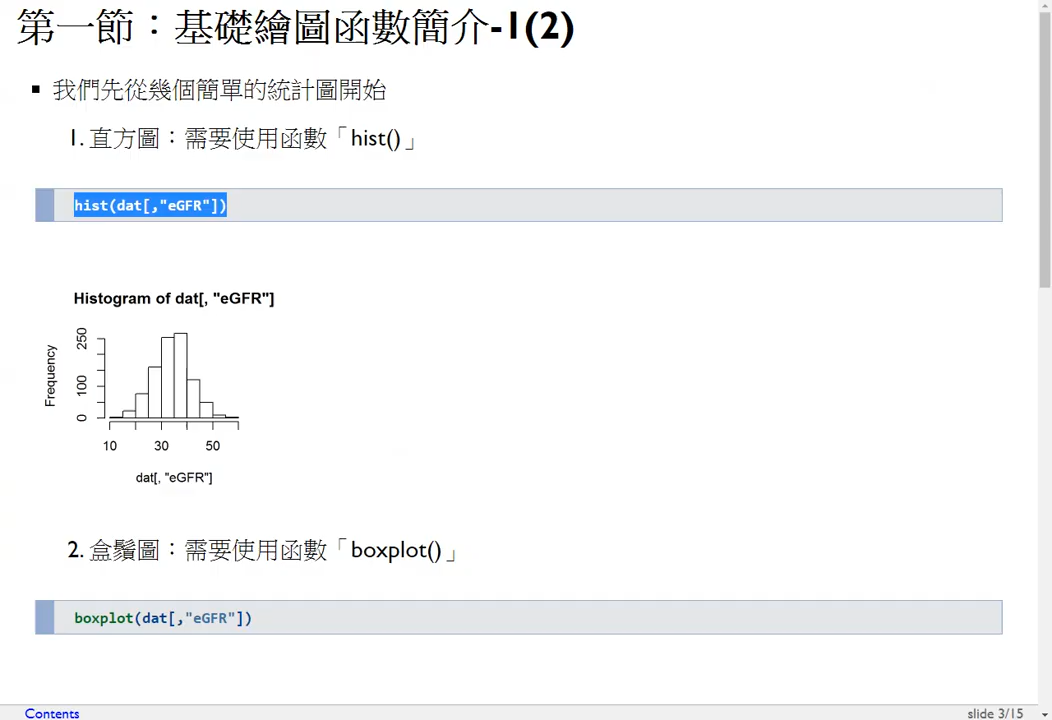 第一節：基礎繪圖函數簡介-1(2)
▪ 我們先從幾個簡單的統計圖開始
1. 直方圖：需要使用函數「hist()」
hist(dat[,"eGFR"])
Histogram of dat[, "eGFR"]
Frequency
250
100
0
10 30 50
dat[, "eGFR"]
2. 盒鬚圖：需要使用函數「boxplot()」
boxplot(dat[,"eGFR"])
Contents
slide 3/15